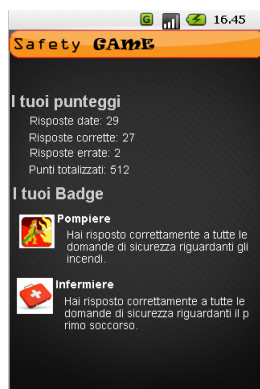 G 16.45
Safety GAME
I tuoi punteggi
Risposte date: 29
Risposte corrette: 27
Risposte errate: 2
Punti totalizzati: 512
I tuoi Badge
Pompiere
Hai risposto correttamente a tutte le
domande di sicurezza riguardanti gli
incendi.
Infermiere
Hai risposto correttamente a tutte le
domande di sicurezza riguardanti il p
rimo soccorso.